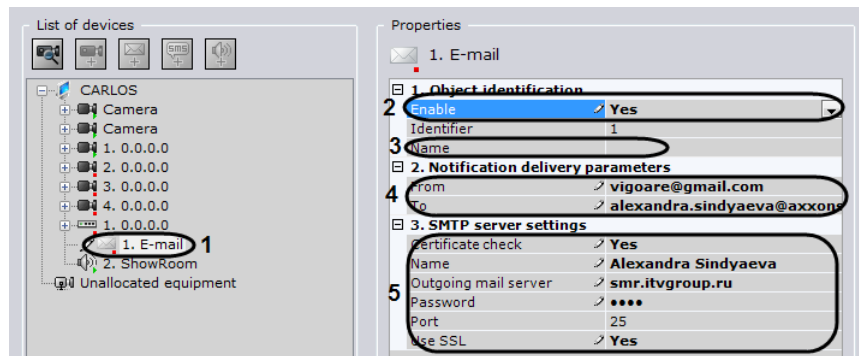 List of devices
SMS
CARLOS
Camera
Camera
1. 0.0.0.0
2. 0.0.0.0
3. 0.0.0.0
4. 0.0.0.0
1. 0.0.0.0
1. E-mail 1
2. ShowRoom
Unallocated equipment
Properties
1. E-mail
1. Object identification
2 Enable Yes
Identifier 1
3 Name
2. Notification delivery parameters
4
From vigoare@gmail.com
To alexandra.sindyaeva@axxons
3. SMTP server settings
Certificate check Yes
Name Alexandra Sindyaeva
Outgoing mail server smr.itvgroup.ru
5
Password ••••
Port 25
Use SSL Yes